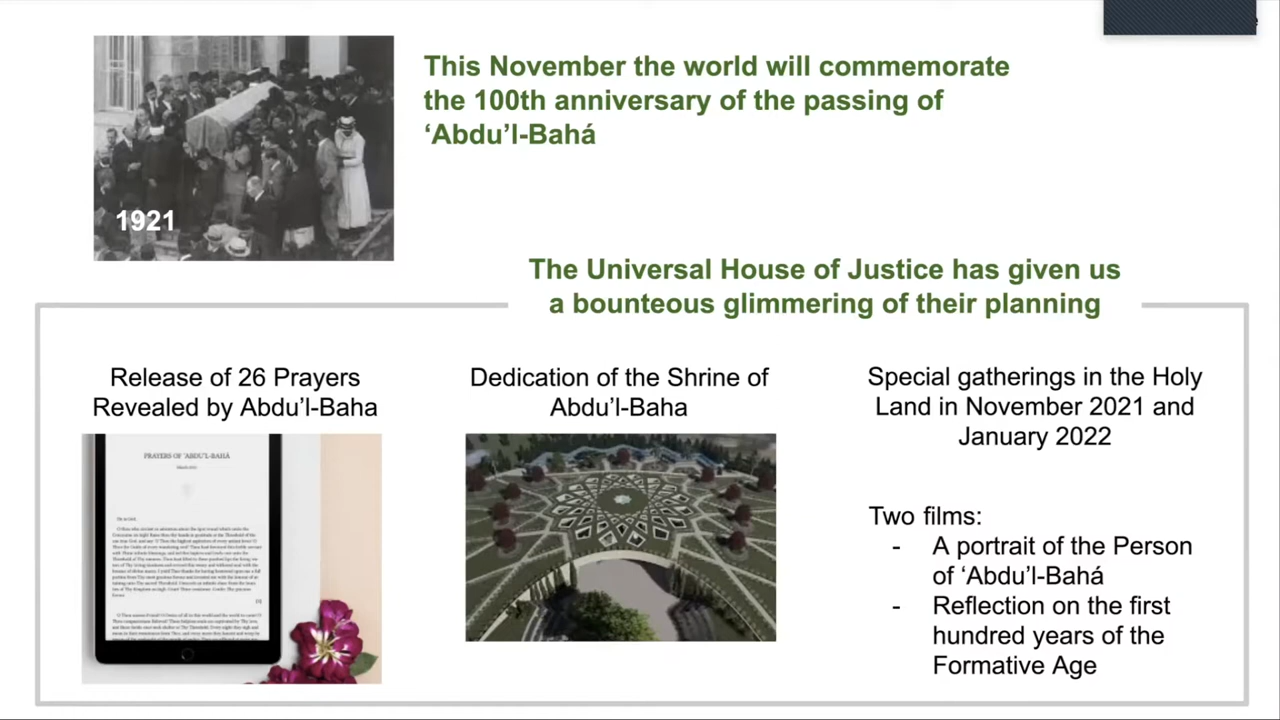 This November the world will commemorate
the 100th anniversary of the passing of
‘Abdu’l-Bahá
1921
The Universal House of Justice has given us
a bounteous glimmering of their planning
Release of 26 Prayers
Revealed by Abdu’l-Baha
PRAYERS OF ‘ABDU’L-BAHÁ
Dedication of the Shrine of
Abdu’l-Baha
Special gatherings in the Holy
Land in November 2021 and
January 2022
Two films:
- A portrait of the Person
of ‘Abdu’l-Bahá
- Reflection on the first
hundred years of the
Formative Age